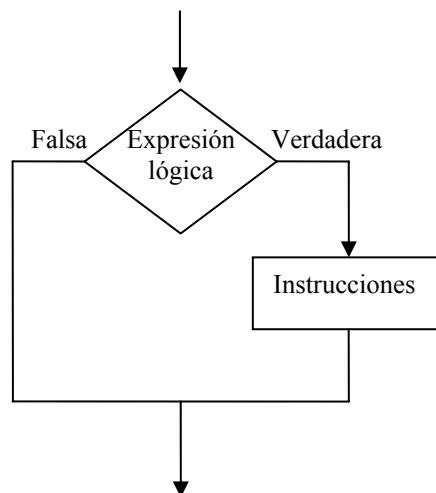 Falsa
Expresión
lógica
Verdadera
Instrucciones